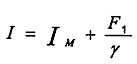 I = I_M + F_1/γ